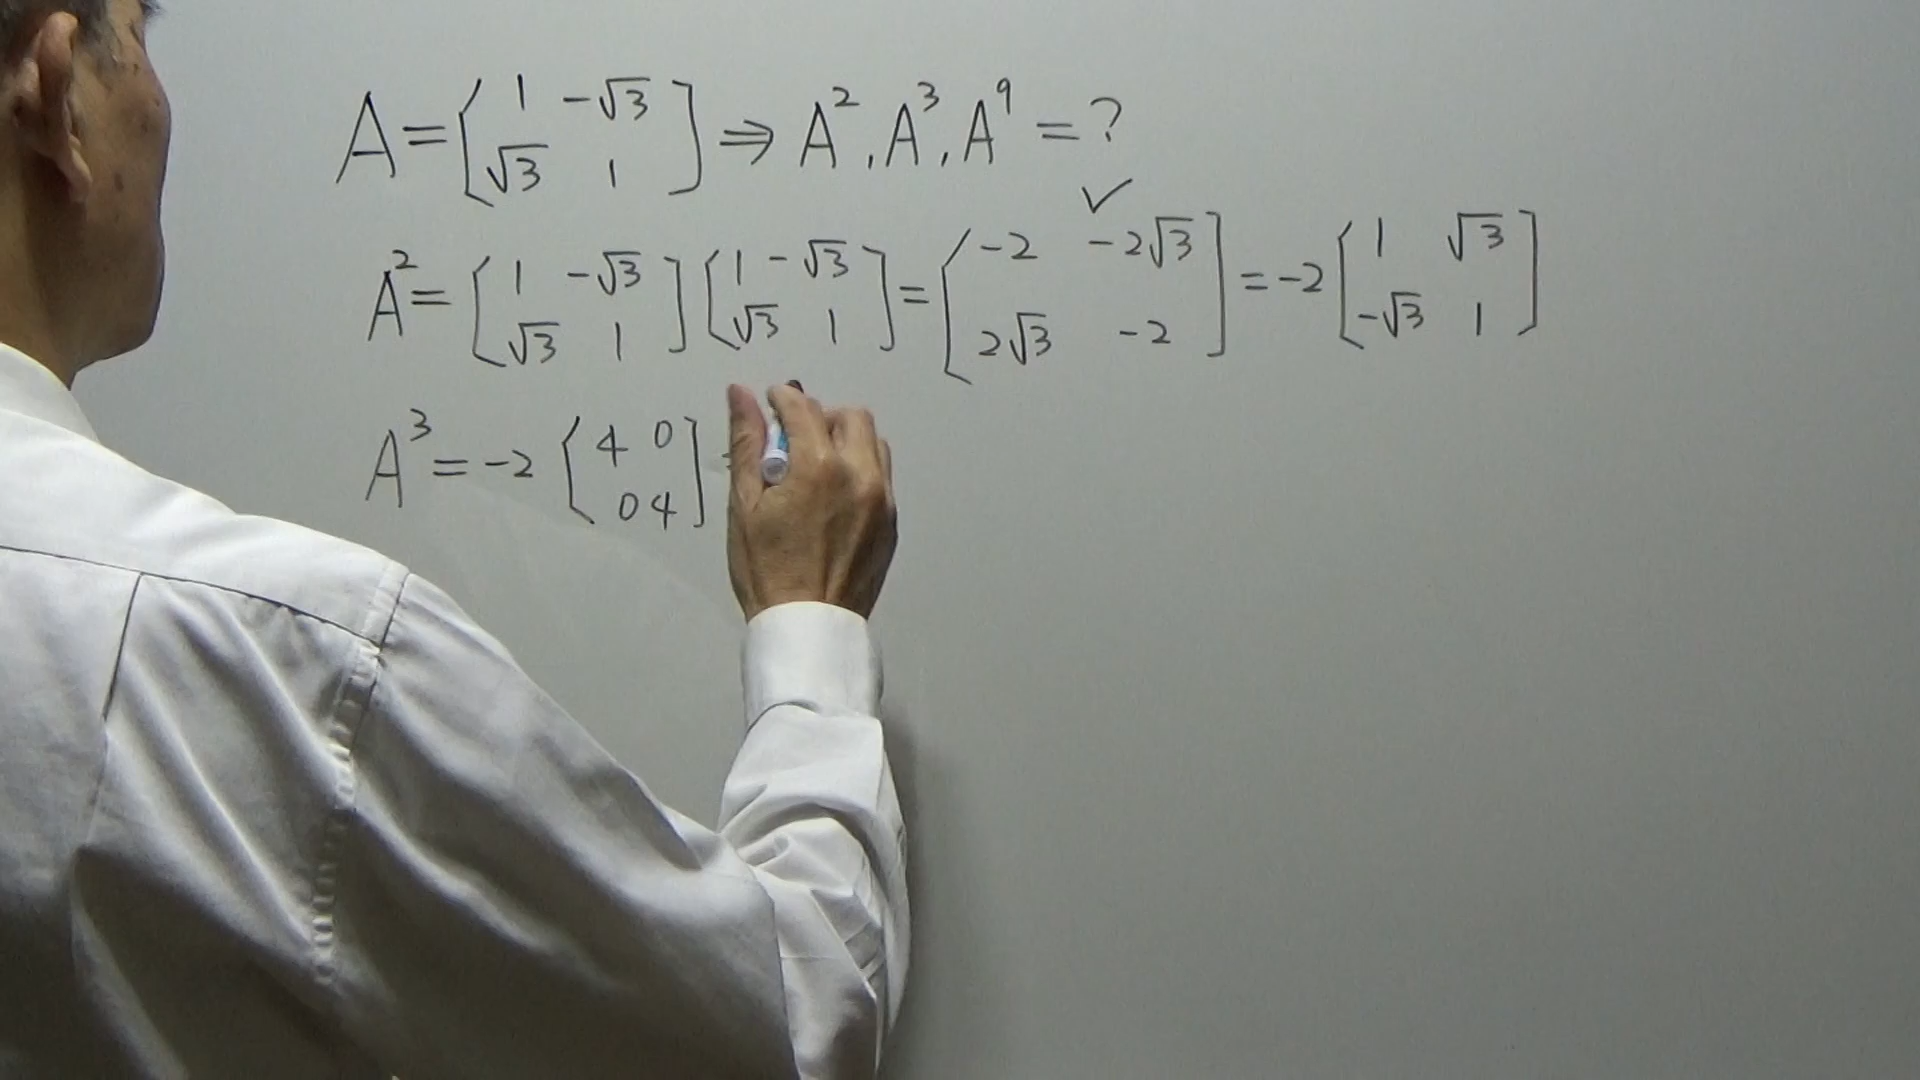 A = [1 -√3 √3 1] ⇒ A², A³, A⁹ = ?
✓
A² = [1 -√3 √3 1] [1 -√3 √3 1] = [-2 -2√3 2√3 -2] = -2 [1 √3 -√3 1]
A³ = -2 [4 0 0 4]